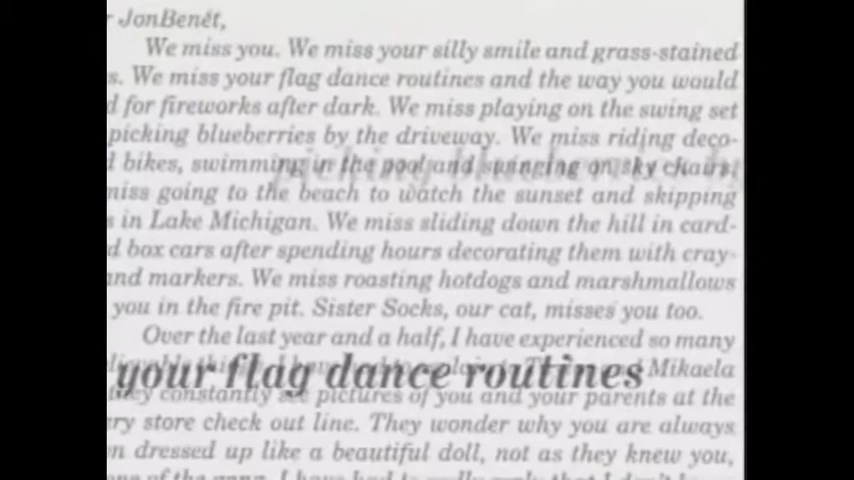 JonBenét,
We miss you. We miss your silly smile and grass-stained
s. We miss your flag dance routines and the way you would
d for fireworks after dark. We miss playing on the swing set
picking blueberries by the driveway. We miss riding deco-
d bikes, swimming in the pool and swinging on sky chairs.
miss going to the beach to watch the sunset and skipping
s in Lake Michigan. We miss sliding down the hill in card-
d box cars after spending hours decorating them with cray-
and markers. We miss roasting hotdogs and marshmallows
you in the fire pit. Sister Socks, our cat, misses you too.
Over the last year and a half, I have experienced so many
Mikaela
your flag dance routines
they constantly see pictures of you and your parents at the
ry store check out line. They wonder why you are always
n dressed up like a beautiful doll, not as they knew you,